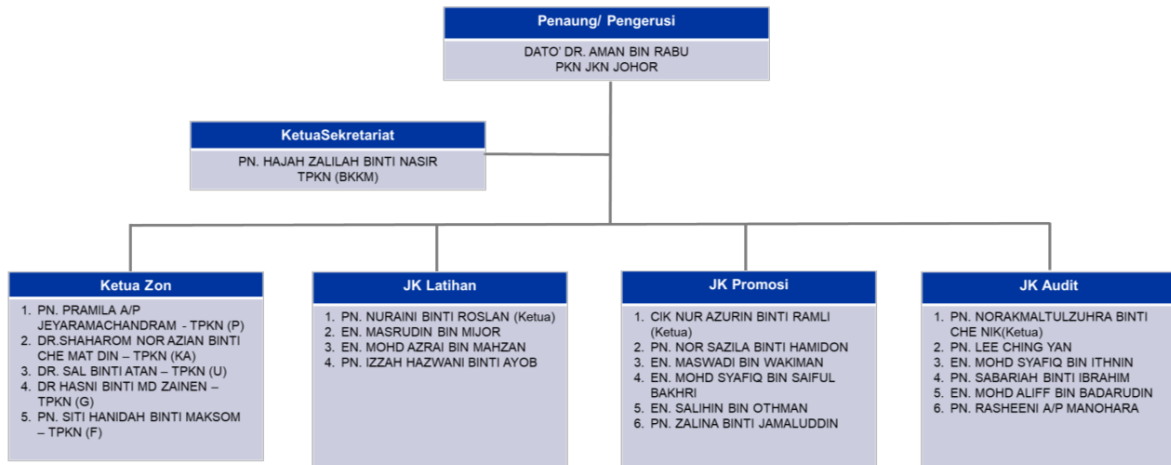 Penaung/ Pengerusi
DATO' DR. AMAN BIN RABU
PKN JKN JOHOR
KetuaSekretariat
PN. HAJAH ZALILAH BINTI NASIR
TPKN (BKKM)
Ketua Zon
1. PN. PRAMILA A/P
JEYARAMACHANDRAM - TPKN (P)
2. DR.SHAHAROM NOR AZIAN BINTI
CHE MAT DIN – TPKN (KA)
3. DR. SAL BINTI ATAN – TPKN (U)
4. DR HASNI BINTI MD ZAINEN –
TPKN (G)
5. PN. SITI HANIDAH BINTI MAKSOM
– TPKN (F)
JK Latihan
1. PN. NURAINI BINTI ROSLAN (Ketua)
2. EN. MASRUDIN BIN MIJOR
3. EN. MOHD AZRAI BIN MAHZAN
4. PN. IZZAH HAZWANI BINTI AYOB
JK Promosi
1. CIK NUR AZURIN BINTI RAMLI
(Ketua)
2. PN. NOR SAZILA BINTI HAMIDON
3. EN. MASWADI BIN WAKIMAN
4. EN. MOHD SYAFIQ BIN SAIFUL
BAKHRI
5. EN. SALIHIN BIN OTHMAN
6. PN. ZALINA BINTI JAMALUDDIN
JK Audit
1. PN. NORAKMALTULZUHRA BINTI
CHE NIK(Ketua)
2. PN. LEE CHING YAN
3. EN. MOHD SYAFIQ BIN ITHNIN
4. PN. SABARIAH BINTI IBRAHIM
5. EN. MOHD ALIFF BIN BADARUDIN
6. PN. RASHEENI A/P MANOHARA